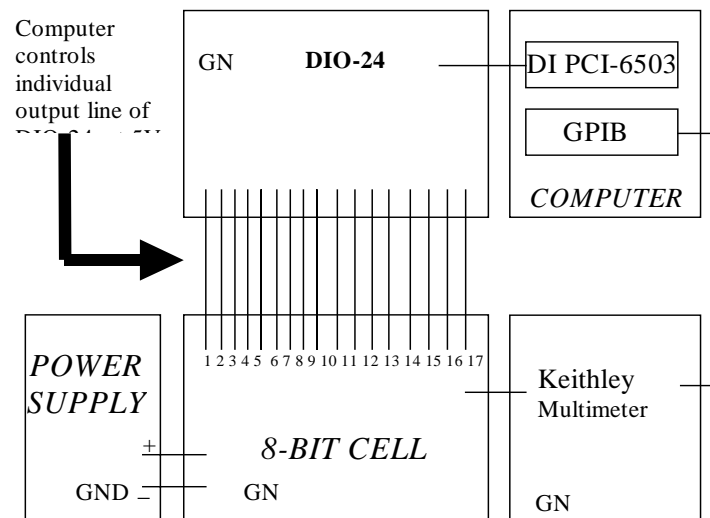 Computer
controls
individual
output line of
GN DIO-24
DI PCI-6503
GPIB
COMPUTER
1 2 3 4 5 6 7 8 9 10 11 12 13 14 15 16 17
POWER
SUPPLY
+
GND –
8-BIT CELL
GN
Keithley
Multimeter
GN